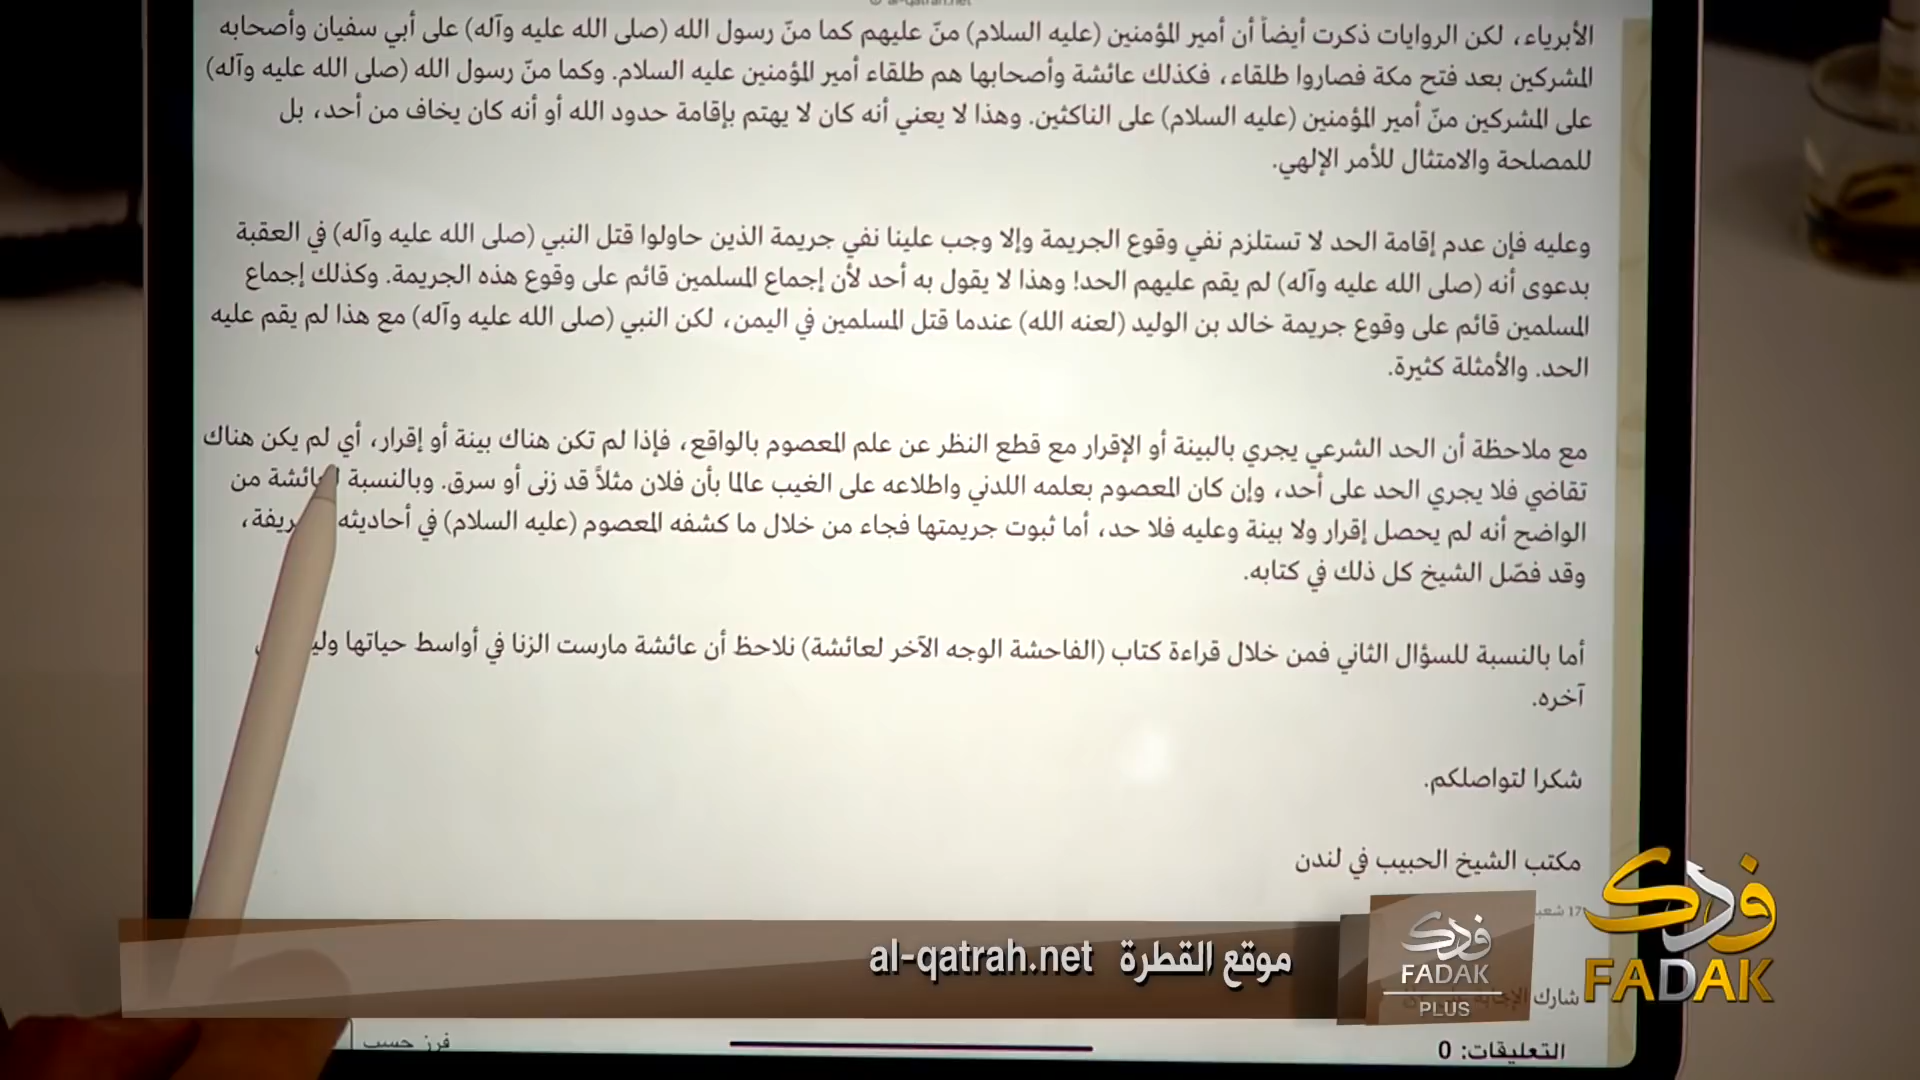 al-qatrah.net
الأبرياء، لكن الروايات ذكرت أيضاً أن أمير المؤمنين (عليه السلام) منّ عليهم كما منّ رسول الله (صلى الله عليه وآله) على أبي سفيان وأصحابه
المشركين بعد فتح مكة فصاروا طلقاء، فكذلك عائشة وأصحابها هم طلقاء أمير المؤمنين عليه السلام. وكما منّ رسول الله (صلى الله عليه وآله)
على المشركين منّ أمير المؤمنين (عليه السلام) على الناكثين. وهذا لا يعني أنه كان لا يهتم بإقامة حدود الله أو أنه كان يخاف من أحد، بل
للمصلحة والامتثال للأمر الإلهي.
وعليه فإن عدم إقامة الحد لا تستلزم نفي وقوع الجريمة وإلا وجب علينا نفي جريمة الذين حاولوا قتل النبي (صلى الله عليه وآله) في العقبة
بدعوى أنه (صلى الله عليه وآله) لم يقم عليهم الحد! وهذا لا يقول به أحد لأن إجماع المسلمين قائم على وقوع هذه الجريمة. وكذلك إجماع
المسلمين قائم على وقوع جريمة خالد بن الوليد (لعنه الله) عندما قتل المسلمين في اليمن، لكن النبي (صلى الله عليه وآله) مع هذا لم يقم عليه
الحد. والأمثلة كثيرة.
مع ملاحظة أن الحد الشرعي يجري بالبينة أو الإقرار مع قطع النظر عن علم المعصوم بالواقع، فإذا لم تكن هناك بينة أو إقرار، أي لم يكن هناك
تقاضي فلا يجري الحد على أحد، وإن كان المعصوم بعلمه اللدني واطلاعه على الغيب عالما بأن فلان مثلاً قد زنى أو سرق. وبالنسبة لعائشة من
الواضح أنه لم يحصل إقرار ولا بينة وعليه فلا حد، أما ثبوت جريمتها فجاء من خلال ما كشفه المعصوم (عليه السلام) في أحاديثه
وقد فصّل الشيخ كل ذلك في كتابه.
أما بالنسبة للسؤال الثاني فمن خلال قراءة كتاب (الفاحشة الوجه الآخر لعائشة) نلاحظ أن عائشة مارست الزنا في أواسط حياتها
آخره.
شكرا لتواصلكم.
مكتب الشيخ الحبيب في لندن
17
شارك
التعليقات: 0
فرز حسب
موقع القطرة al-qatrah.net
فدك
FADAK
PLUS
فدك
FADAK